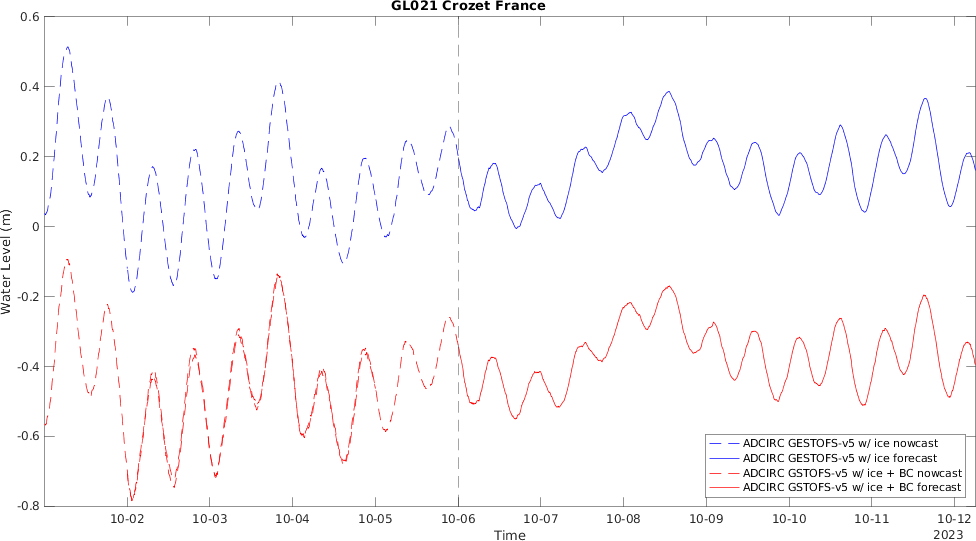 GL021 Crozet France
Water Level (m)
0.6
0.4
0.2
0
-0.2
-0.4
-0.6
-0.8
ADCIRC GESTOFS-v5 w/ ice nowcast
ADCIRC GESTOFS-v5 w/ ice forecast
ADCIRC GSTOFS-v5 w/ ice + BC nowcast
ADCIRC GSTOFS-v5 w/ ice + BC forecast
10-02 10-03 10-04 10-05 10-06 10-07 10-08 10-09 10-10 10-11 10-12
Time
2023